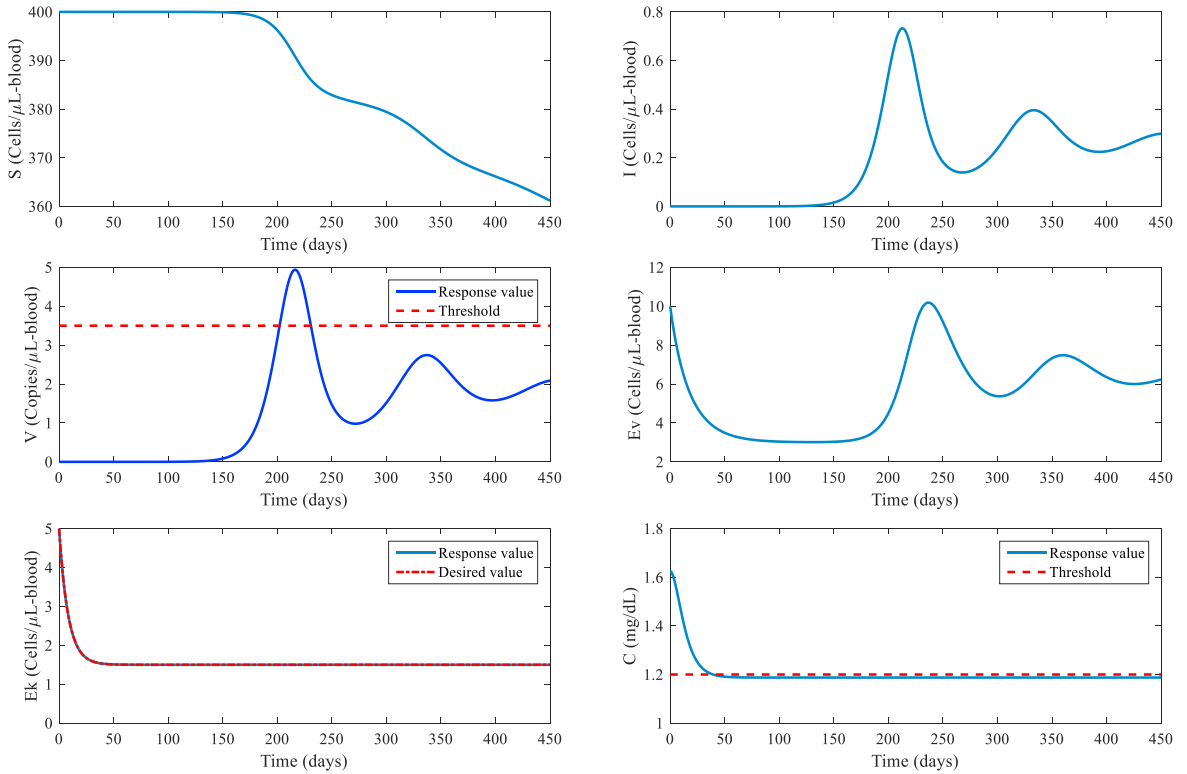 400
390
380
370
360
S (Cells/μL-blood)
0 50 100 150 200 250 300 350 400 450
Time (days)
0.8
0.6
0.4
0.2
0
I (Cells/μL-blood)
0 50 100 150 200 250 300 350 400 450
Time (days)
5
4
3
2
1
0
V (Copies/μL-blood)
Response value
Threshold
0 50 100 150 200 250 300 350 400 450
Time (days)
12
10
8
6
4
2
Ev (Cells/μL-blood)
0 50 100 150 200 250 300 350 400 450
Time (days)
5
4
3
2
1
0
Ek (Cells/μL-blood)
Response value
Desired value
0 50 100 150 200 250 300 350 400 450
Time (days)
1.8
1.6
1.4
1.2
1
C (mg/dL)
Response value
Threshold
0 50 100 150 200 250 300 350 400 450
Time (days)